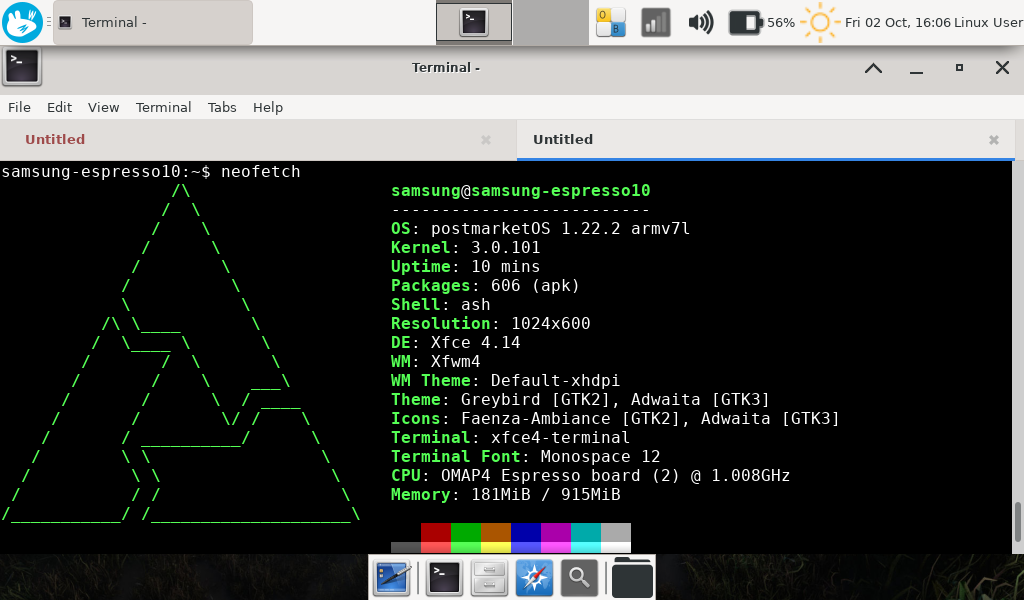 Terminal -
O
B
56%
Fri 02 Oct, 16:06 Linux User
>_
Terminal -
File Edit View Terminal Tabs Help
Untitled
Untitled
samsung-espresso10:~$ neofetch
samsung@samsung-espresso10
--------------------------
OS: postmarketOS 1.22.2 armv7l
Kernel: 3.0.101
Uptime: 10 mins
Packages: 606 (apk)
Shell: ash
Resolution: 1024x600
DE: Xfce 4.14
WM: Xfwm4
WM Theme: Default-xhdpi
Theme: Greybird [GTK2], Adwaita [GTK3]
Icons: Faenza-Ambiance [GTK2], Adwaita [GTK3]
Terminal: xfce4-terminal
Terminal Font: Monospace 12
CPU: OMAP4 Espresso board (2) @ 1.008GHz
Memory: 181MiB / 915MiB